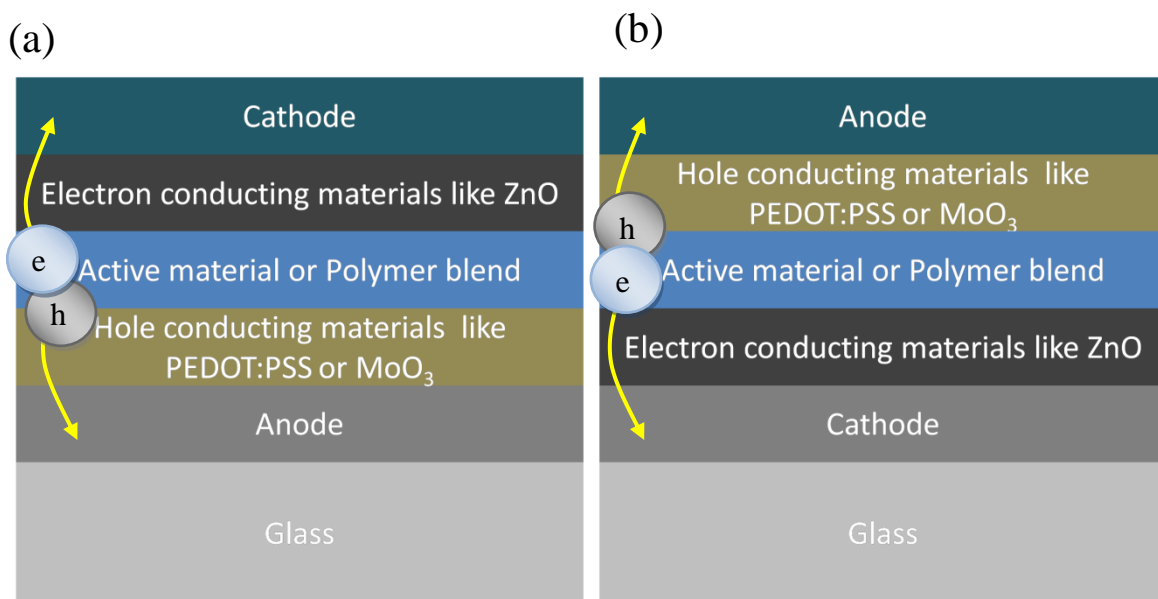 (a)
Cathode
Electron conducting materials like ZnO
e
Active material or Polymer blend
h
Hole conducting materials like
PEDOT:PSS or MoO₃
Anode
Glass
(b)
Anode
Hole conducting materials like
PEDOT:PSS or MoO₃
h
Active material or Polymer blend
e
Electron conducting materials like ZnO
Cathode
Glass